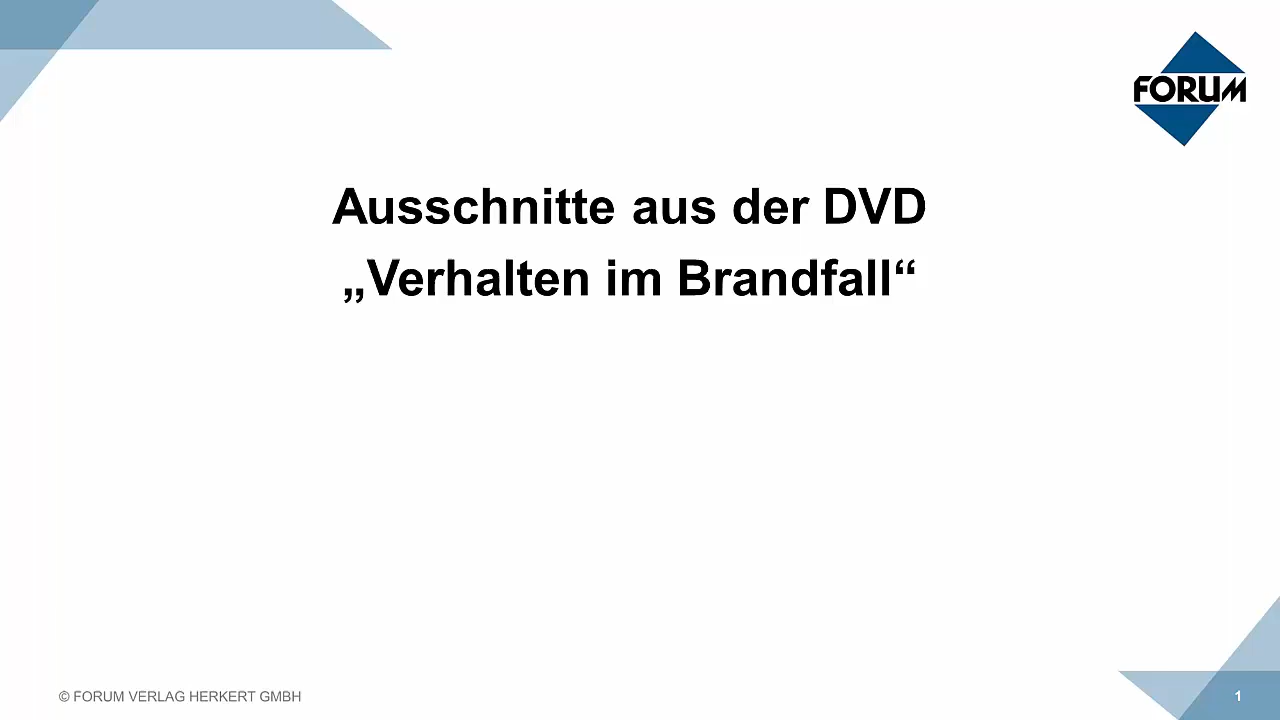 FORUM
Ausschnitte aus der DVD
„Verhalten im Brandfall“
© FORUM VERLAG HERKERT GMBH
1